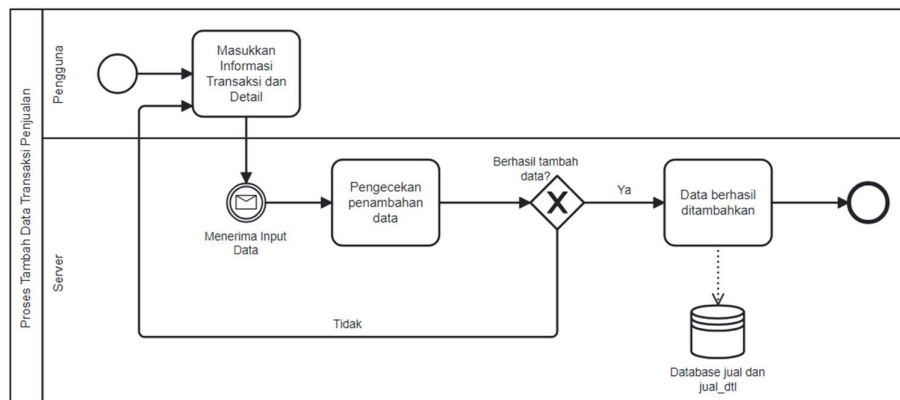 Proses Tambah Data Transaksi Penjualan
Pengguna
Masukkan
Informasi
Transaksi dan
Detail
Server
Menerima Input
Data
Pengecekan
penambahan
data
Berhasil tambah
data?
Ya
Tidak
Data berhasil
ditambahkan
Database jual dan
jual_dtl